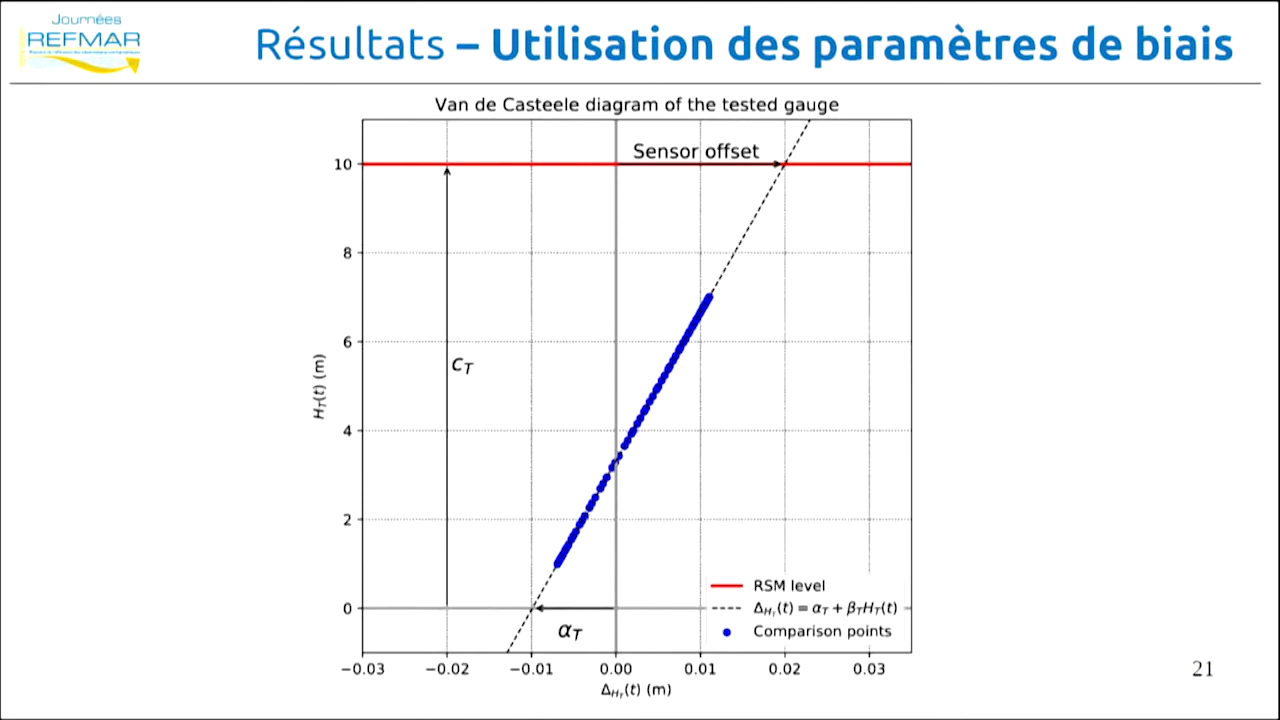 Journées
REFMAR
Résultats – Utilisation des paramètres de biais
Van de Casteele diagram of the tested gauge
Sensor offset
10
8
6
4
2
0
H_T(t) (m)
c_T
α_T
RSM level
Δ_{H_T}(t) = α_T + β_T H_T(t)
Comparison points
−0.03 −0.02 −0.01 0.00 0.01 0.02 0.03
Δ_{H_T}(t) (m)
21